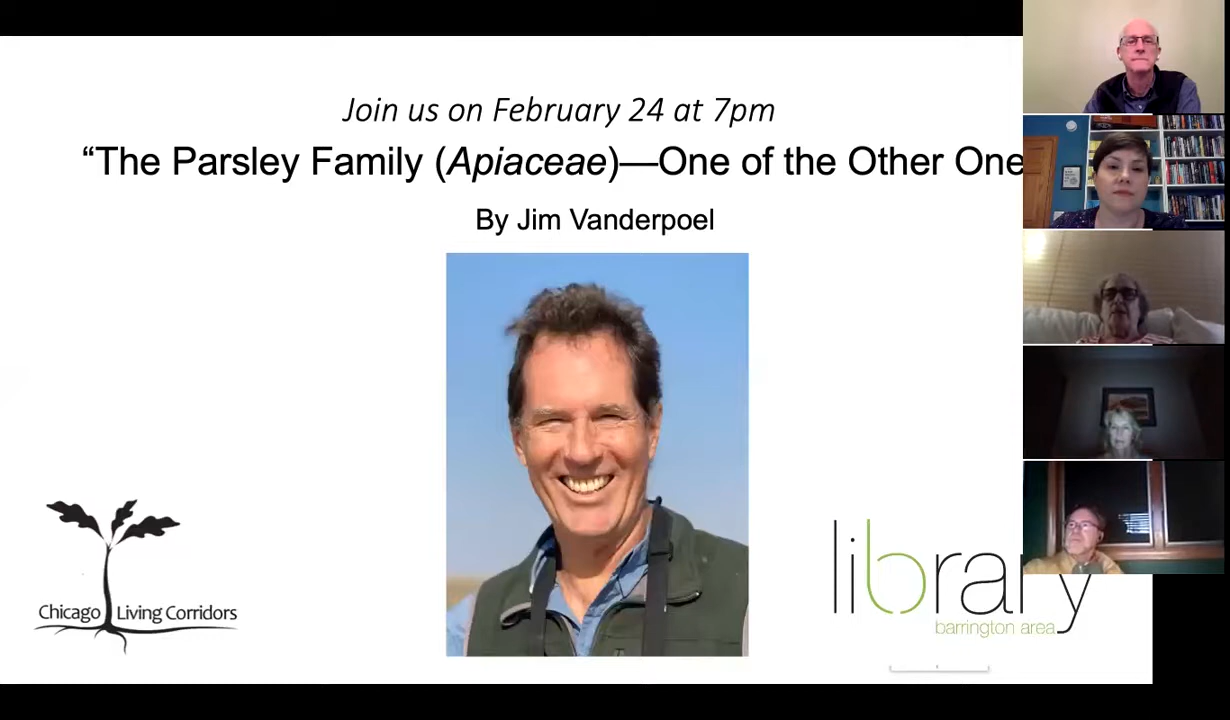 Join us on February 24 at 7pm
“The Parsley Family (Apiaceae)—One of the Other One
By Jim Vanderpoel
Chicago Living Corridors
library
barrington area